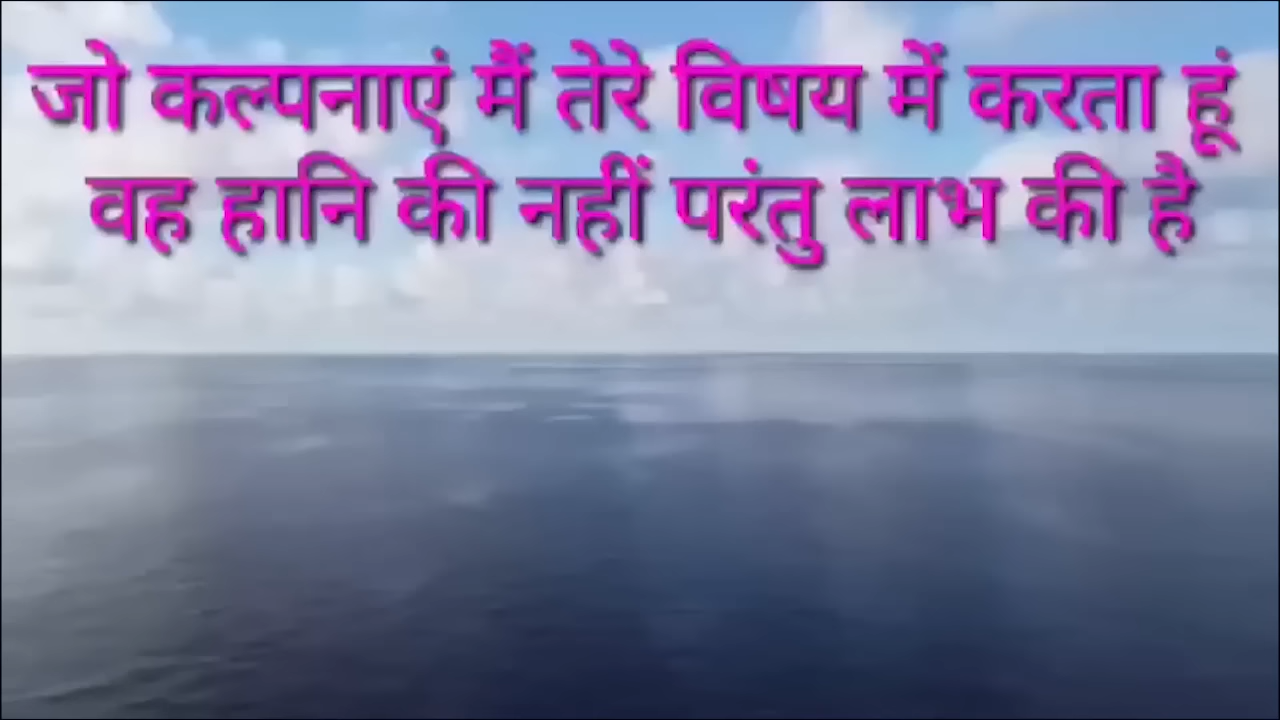 जो कल्पनाएं मैं तेरे विषय में करता हूं
वह हानि की नहीं परंतु लाभ की है